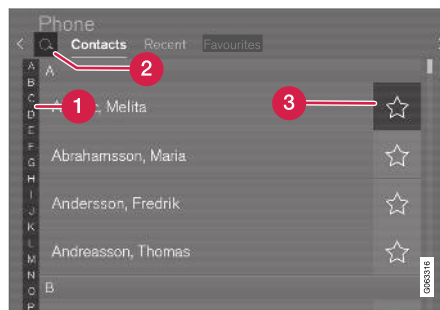 Phone
Contacts Recent Favourites
2
A
A
B
C
D
1
Melita
3
E
F
G
Abrahamsson, Maria
H
I
J
Andersson, Fredrik
K
L
M
Andreasson, Thomas
N
O
B
P
G063316